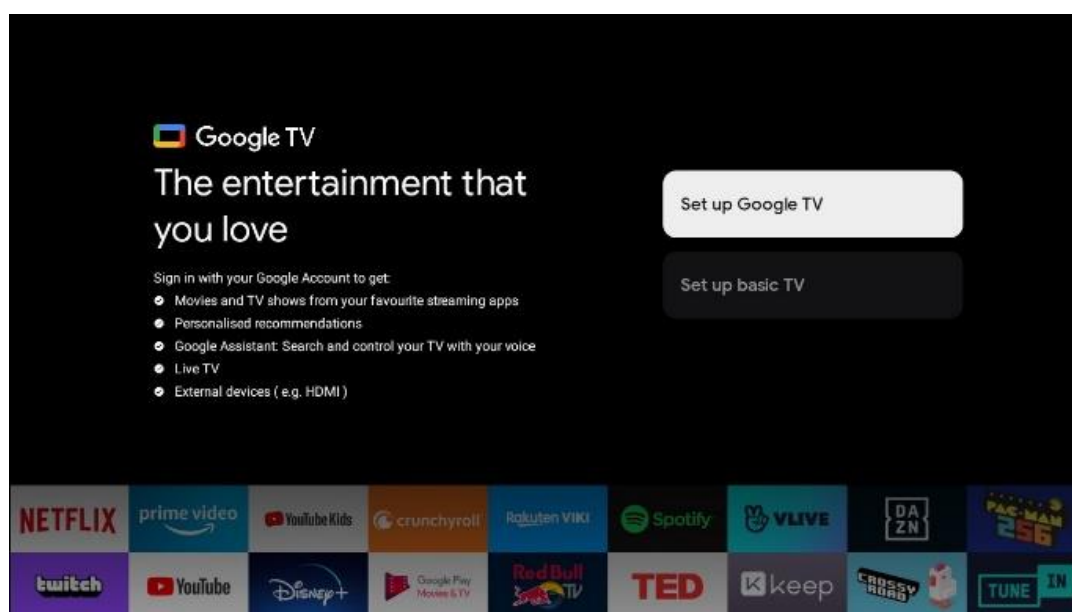 Google TV
The entertainment that
you love
Sign in with your Google Account to get:
Movies and TV shows from your favourite streaming apps
Personalised recommendations
Google Assistant: Search and control your TV with your voice
Live TV
External devices ( e.g. HDMI )
Set up Google TV
Set up basic TV
NETFLIX prime video YouTube Kids crunchyroll Rakuten VIKI Spotify VLIVE DA PAC-MAN
ZN 256
twitch YouTube Disney+ Google Play Red Bull TED keep CROSSY TUNE IN
Movies & TV TV ROAD